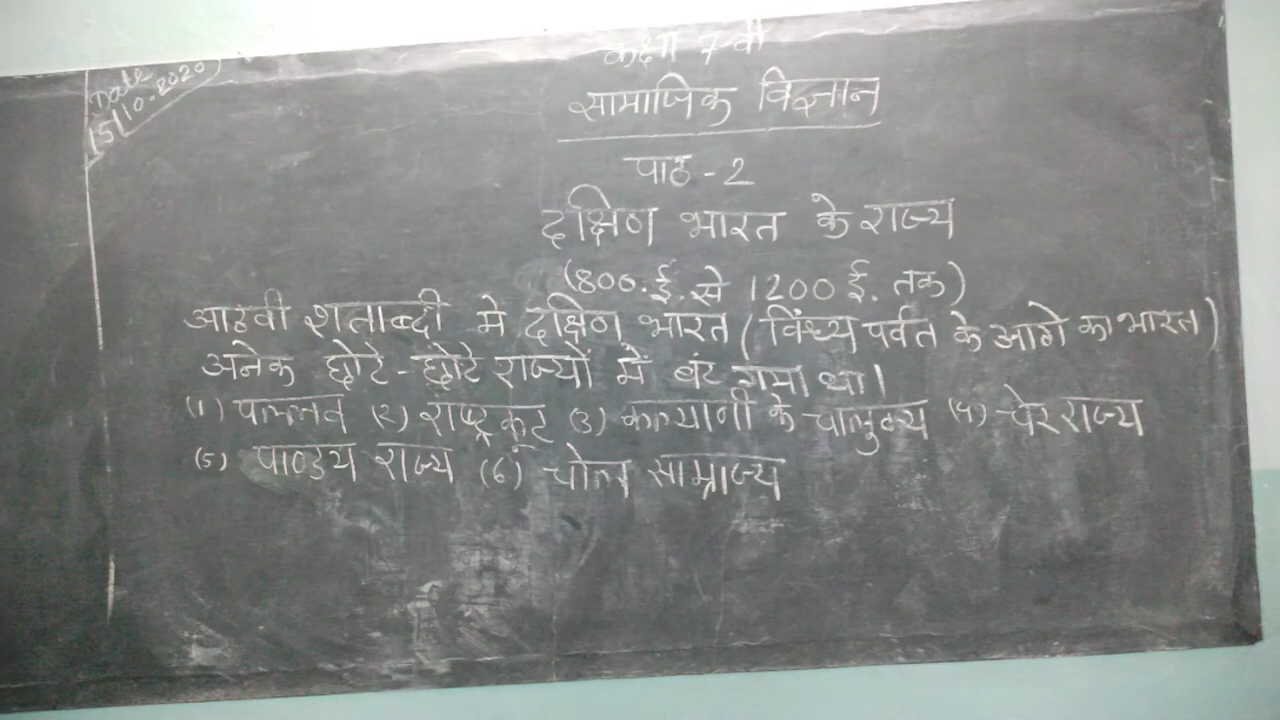 Date
15/10.2020
कक्षा 7 वी
सामाजिक विज्ञान
पाठ - 2
दक्षिण भारत के राज्य
(800.ई.से 1200 ई. तक)
आठवी शताब्दी मे दक्षिण भारत (विंध्य पर्वत के आगे का भारत)
अनेक छोटे - छोटे राज्यों में बंट गया था।
(1) पल्लव (2) राष्ट्रकूट (3) कल्याणी के चालुक्य (4) चेर राज्य
(5) पाण्ड्य राज्य (6) चोल साम्राज्य